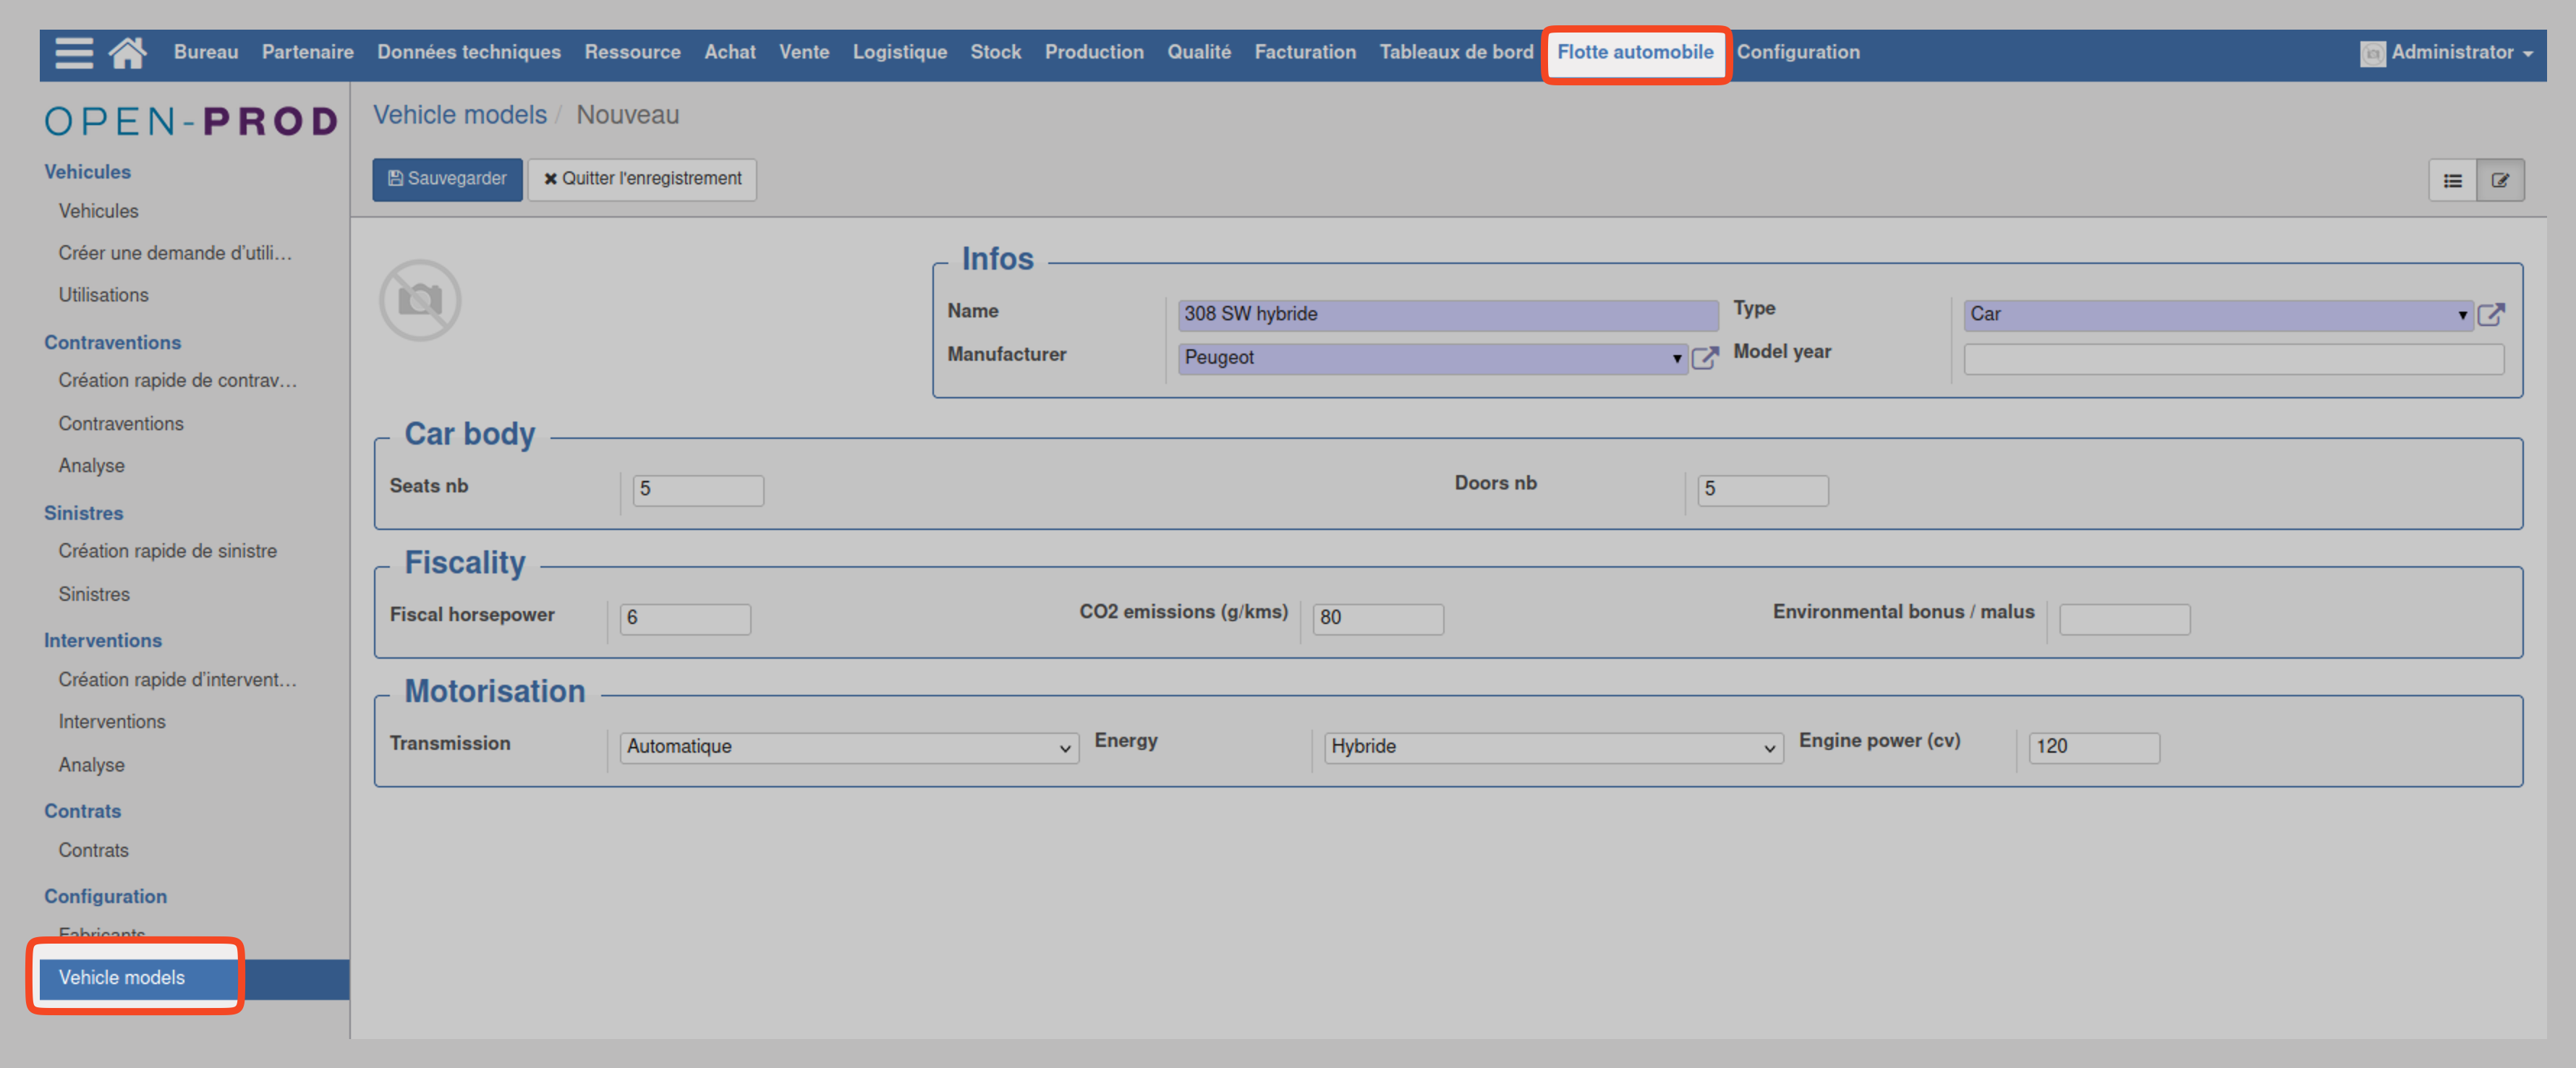 Bureau Partenaire Données techniques Ressource Achat Vente Logistique Stock Production Qualité Facturation Tableaux de bord Flotte automobile Configuration Administrator
OPEN-PROD
Vehicules
Vehicules
Créer une demande d'utili...
Utilisations
Contraventions
Création rapide de contrav...
Contraventions
Analyse
Sinistres
Création rapide de sinistre
Sinistres
Interventions
Création rapide d'intervent...
Interventions
Analyse
Contrats
Contrats
Configuration
Fabricants
Vehicle models
Vehicle models / Nouveau
Sauvegarder Quitter l'enregistrement
Infos
Name 308 SW hybride Type Car
Manufacturer Peugeot Model year
Car body
Seats nb 5 Doors nb 5
Fiscality
Fiscal horsepower 6 CO2 emissions (g/kms) 80 Environmental bonus / malus
Motorisation
Transmission Automatique Energy Hybride Engine power (cv) 120